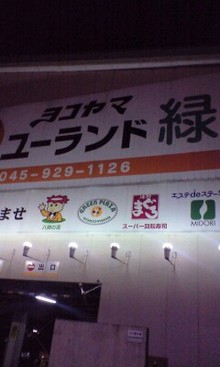 ヨコヤマ
ユーランド緑
045-929-1126
ませ
八朔の湯
GREEN PLAZA
まぐろ
スーパー回転寿司
エステdeステー
MIDORI
出口